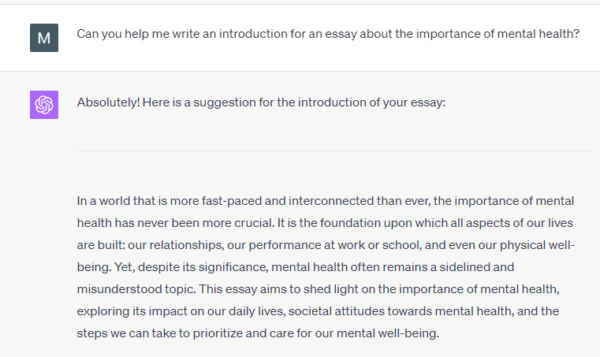 M
Can you help me write an introduction for an essay about the importance of mental health?
Absolutely! Here is a suggestion for the introduction of your essay:
In a world that is more fast-paced and interconnected than ever, the importance of mental
health has never been more crucial. It is the foundation upon which all aspects of our lives
are built: our relationships, our performance at work or school, and even our physical well-
being. Yet, despite its significance, mental health often remains a sidelined and
misunderstood topic. This essay aims to shed light on the importance of mental health,
exploring its impact on our daily lives, societal attitudes towards mental health, and the
steps we can take to prioritize and care for our mental well-being.